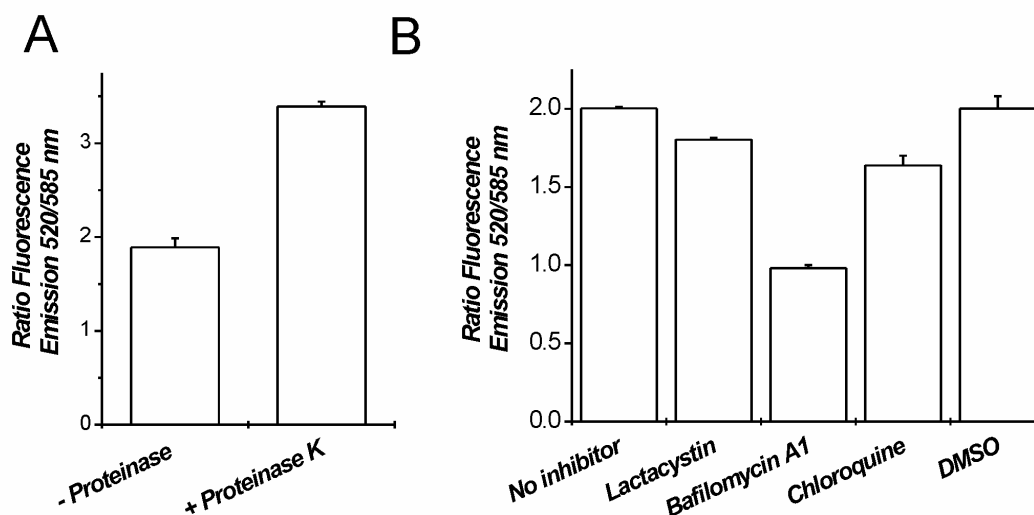 A
B
Ratio Fluorescence
Emission 520/585 nm
3
2
1
0
- Proteinase
+ Proteinase K
Ratio Fluorescence
Emission 520/585 nm
2.0
1.5
1.0
0.5
0.0
No inhibitor
Lactacystin
Bafilomycin A1
Chloroquine
DMSO